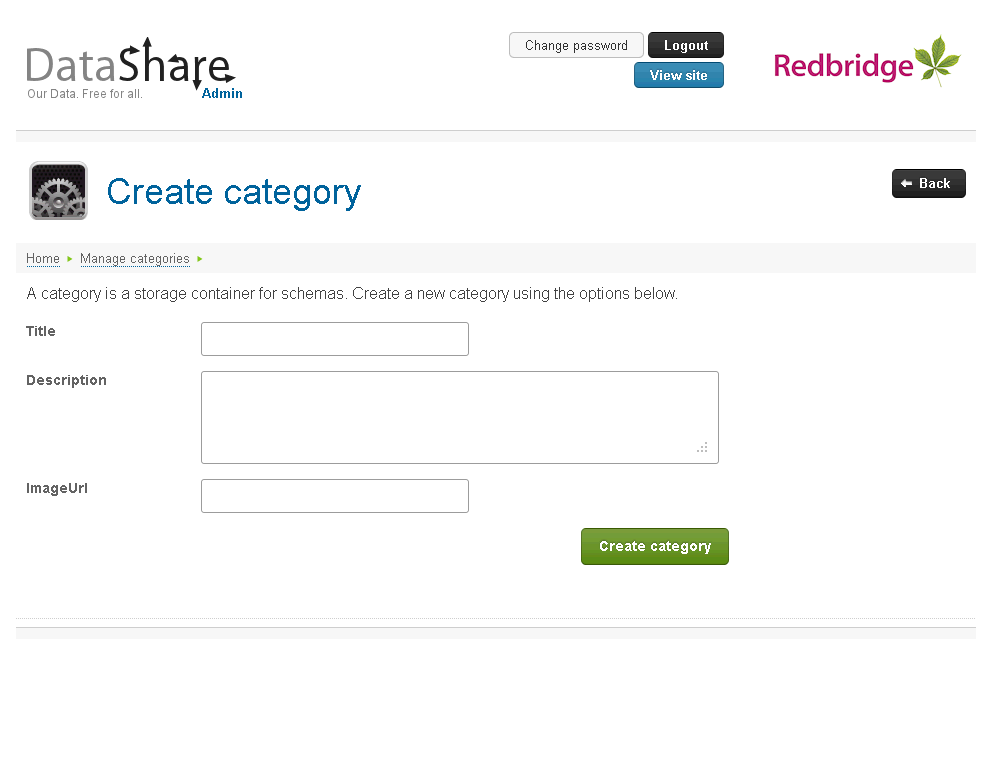 DataShare
Our Data. Free for all.
Admin
Change password
Logout
View site
Redbridge
Create category
Back
Home
Manage categories
A category is a storage container for schemas. Create a new category using the options below.
Title
Description
ImageUrl
Create category